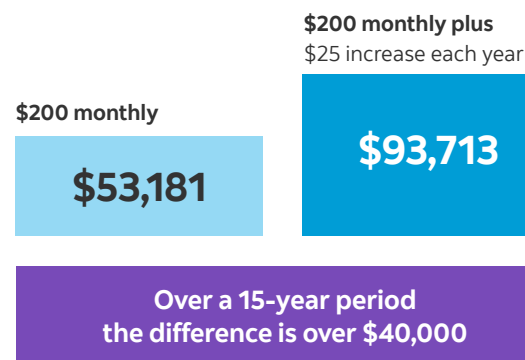 $200 monthly plus
$25 increase each year
$200 monthly
$93,713
$53,181
Over a 15-year period
the difference is over $40,000